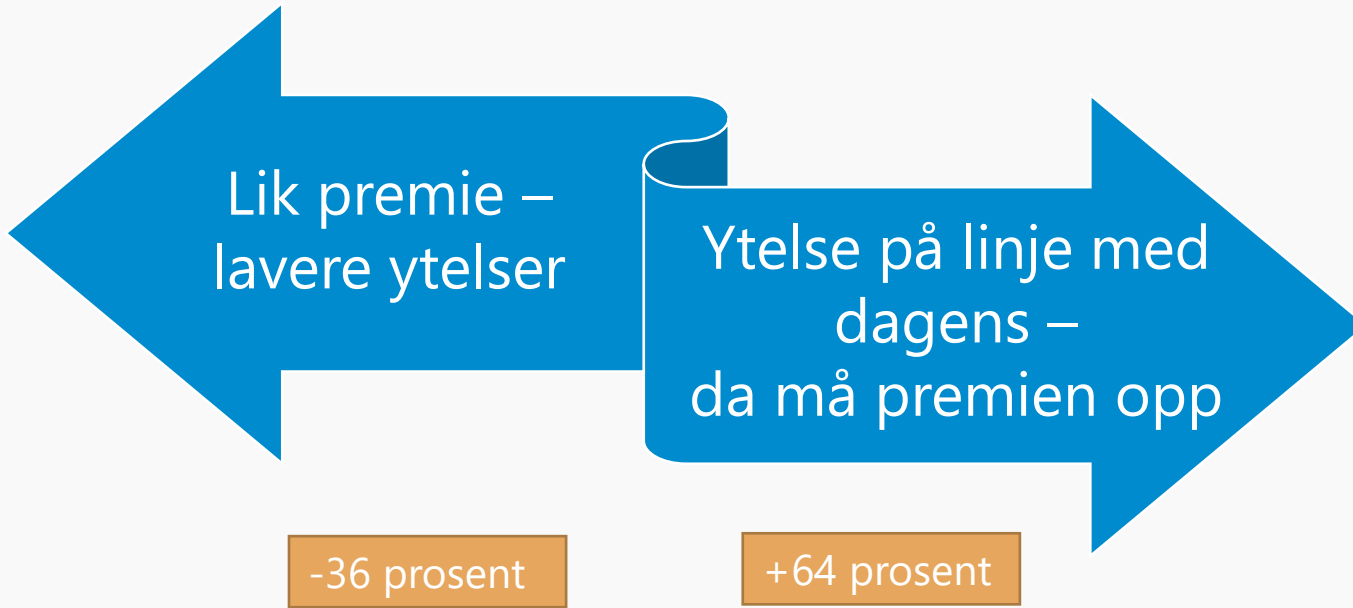 Lik premie –
lavere ytelser
Ytelse på linje med
dagens –
da må premien opp
-36 prosent
+64 prosent